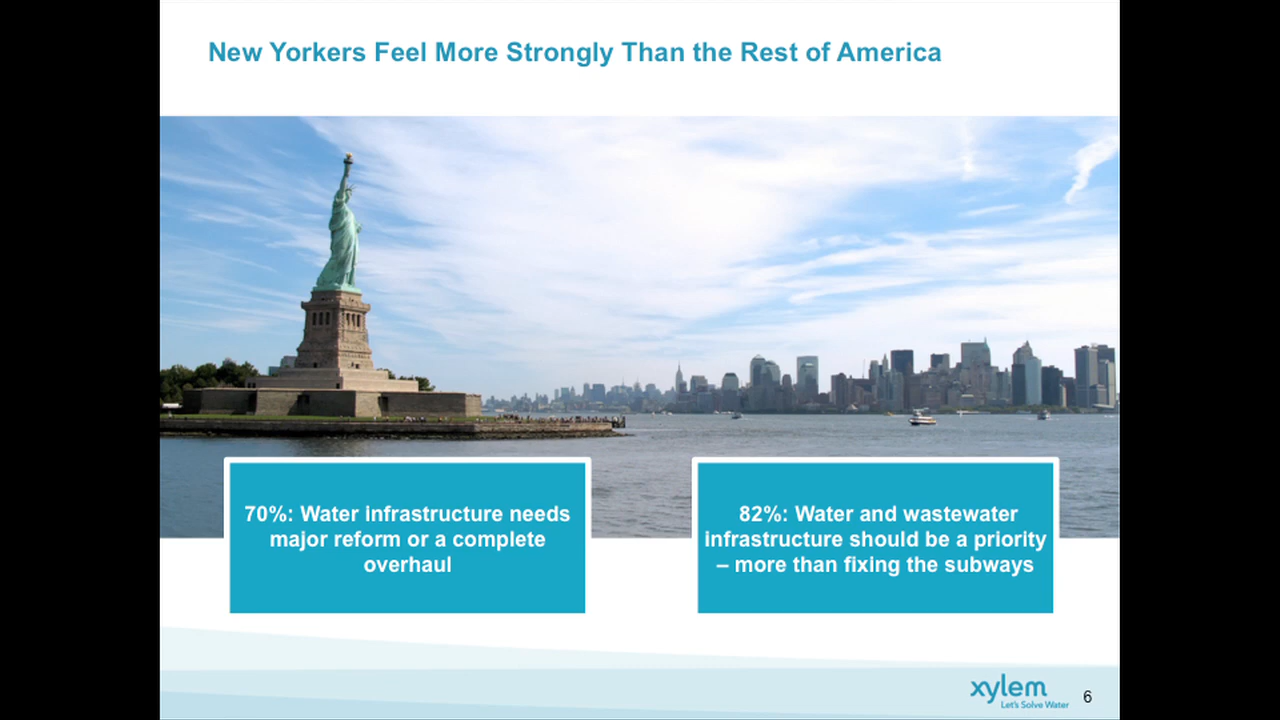 New Yorkers Feel More Strongly Than the Rest of America
70%: Water infrastructure needs
major reform or a complete
overhaul
82%: Water and wastewater
infrastructure should be a priority
– more than fixing the subways
xylem
Let's Solve Water
6